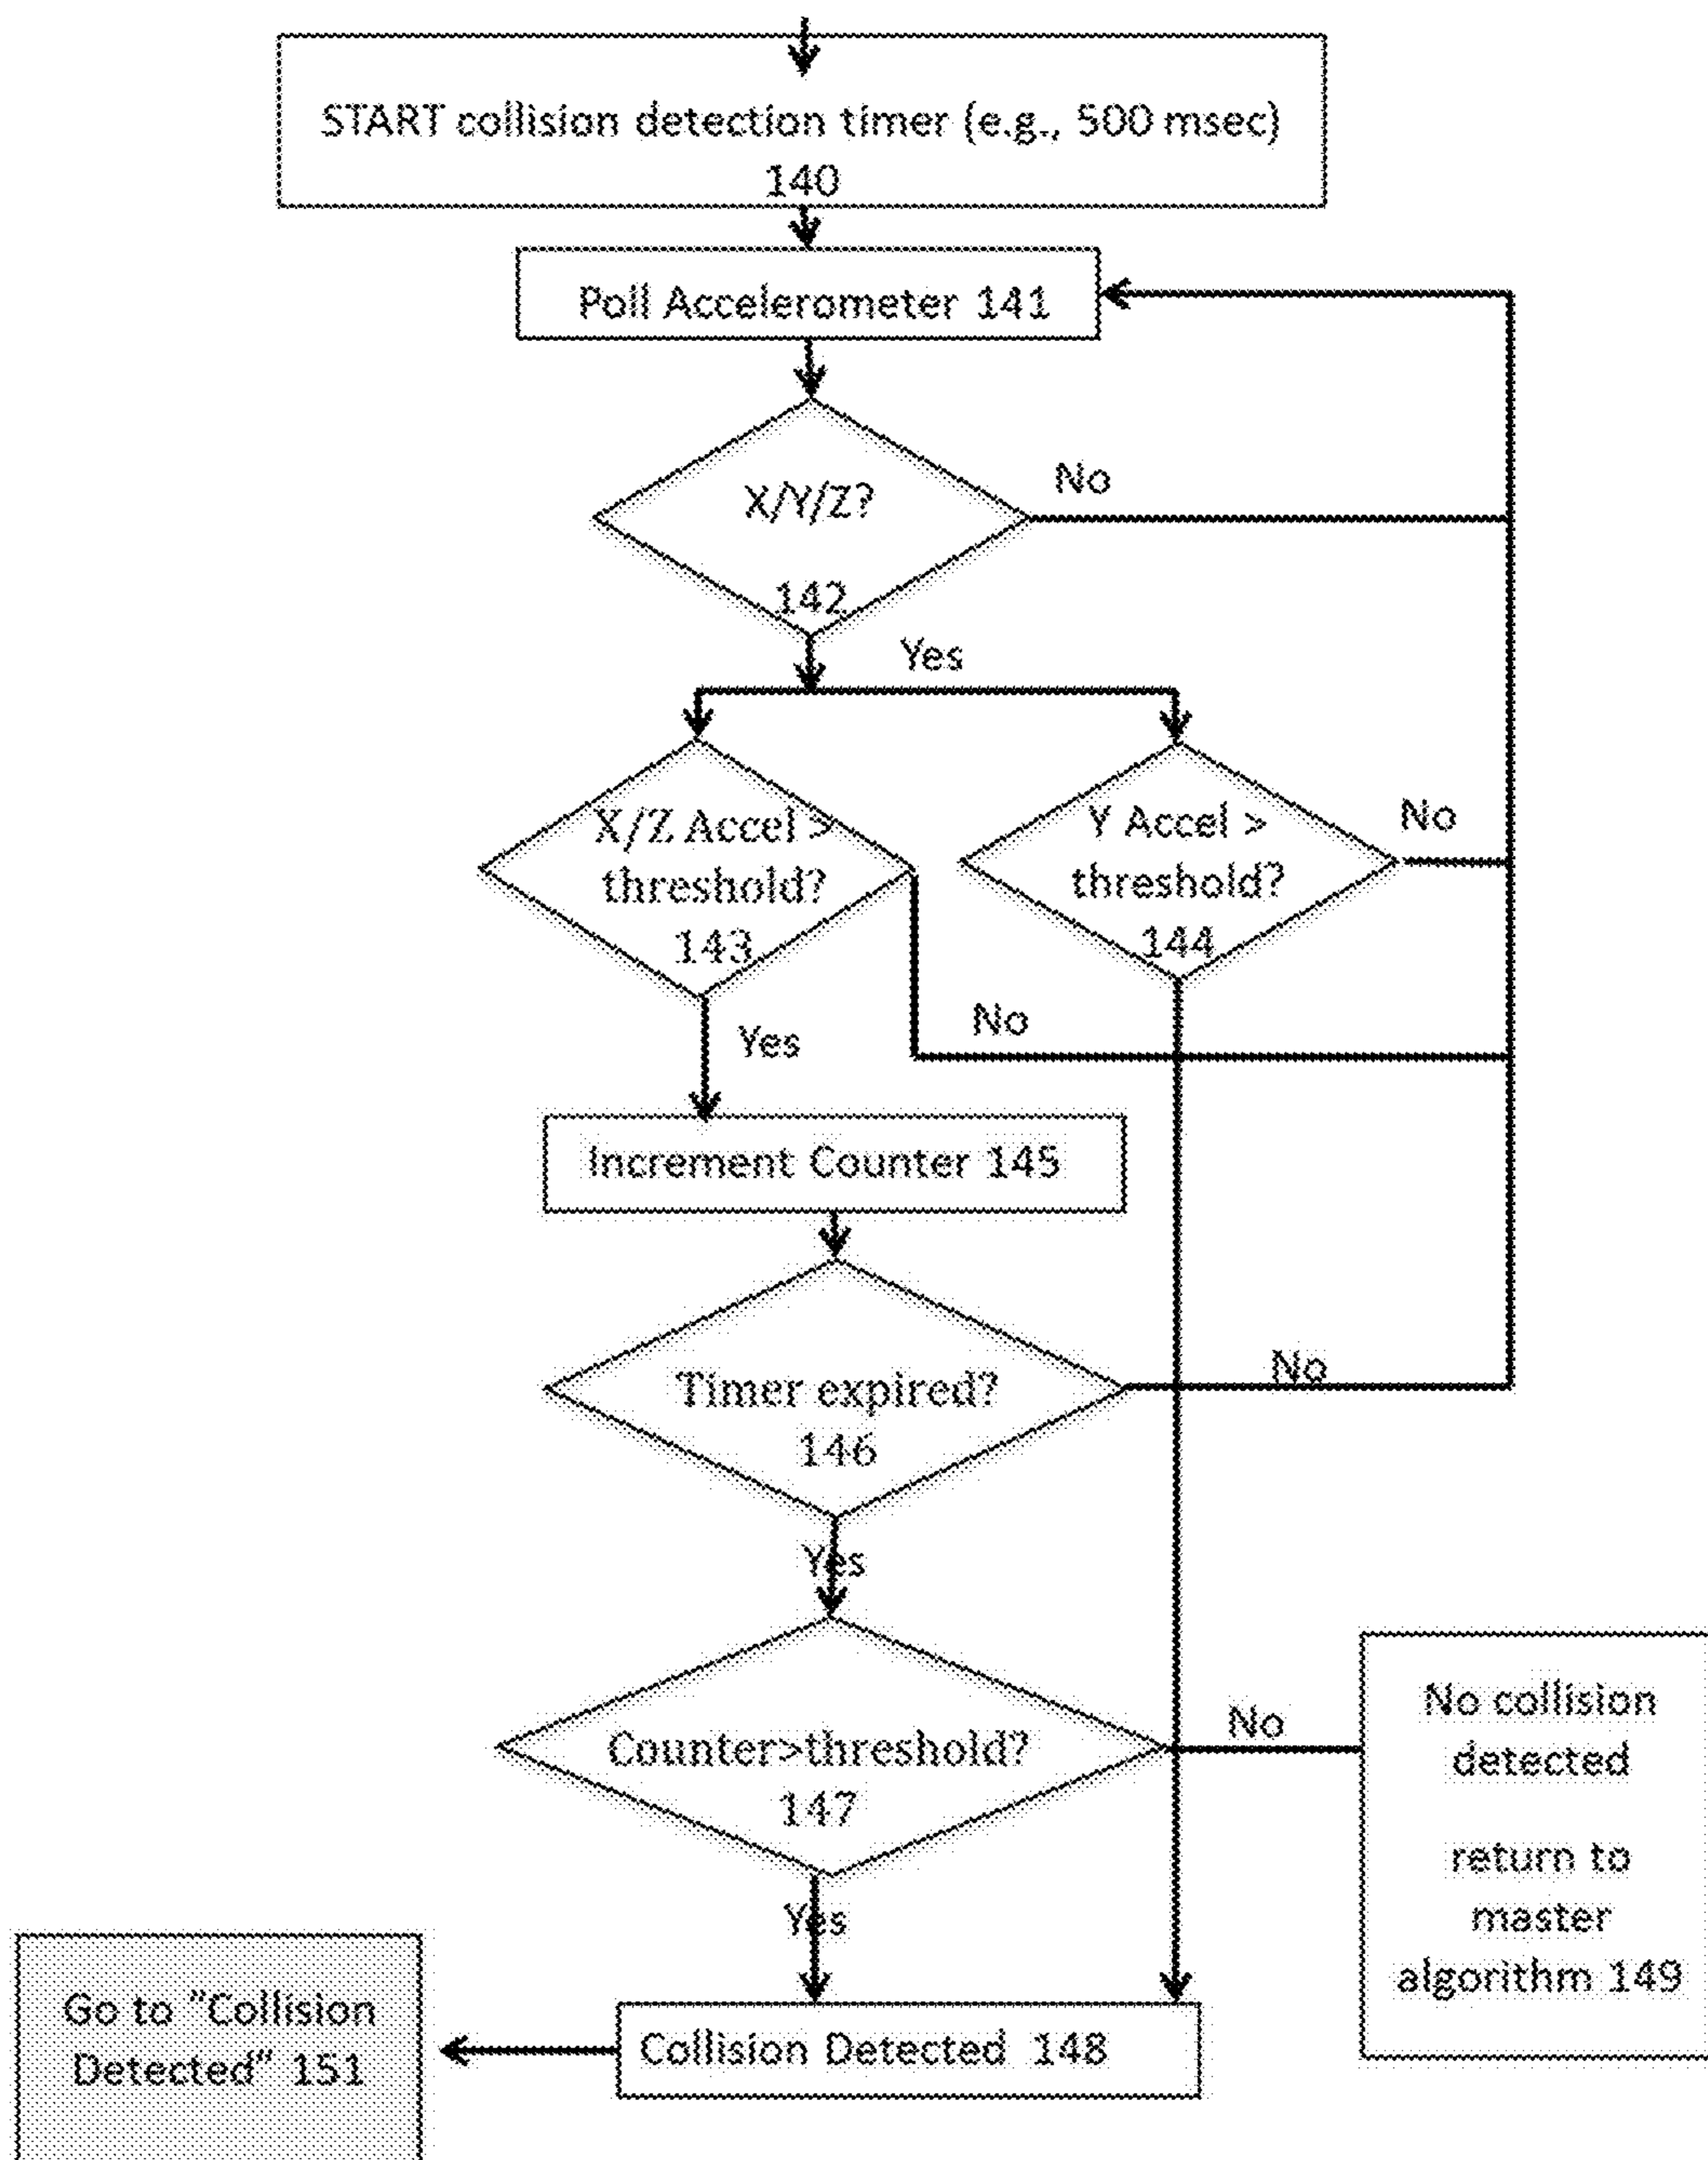 START collision detection timer (e.g., 500 msec)
140
Poll Accelerometer 141
X/Y/Z?
No
142
Yes
X/Z Accel >
threshold?
143
Y Accel >
threshold?
144
No
Yes
No
Increment Counter 145
Timer expired?
146
No
Yes
Counter>threshold?
147
No
No collision
detected
return to
master
algorithm 149
Yes
Go to "Collision
Detected" 151
Collision Detected 148